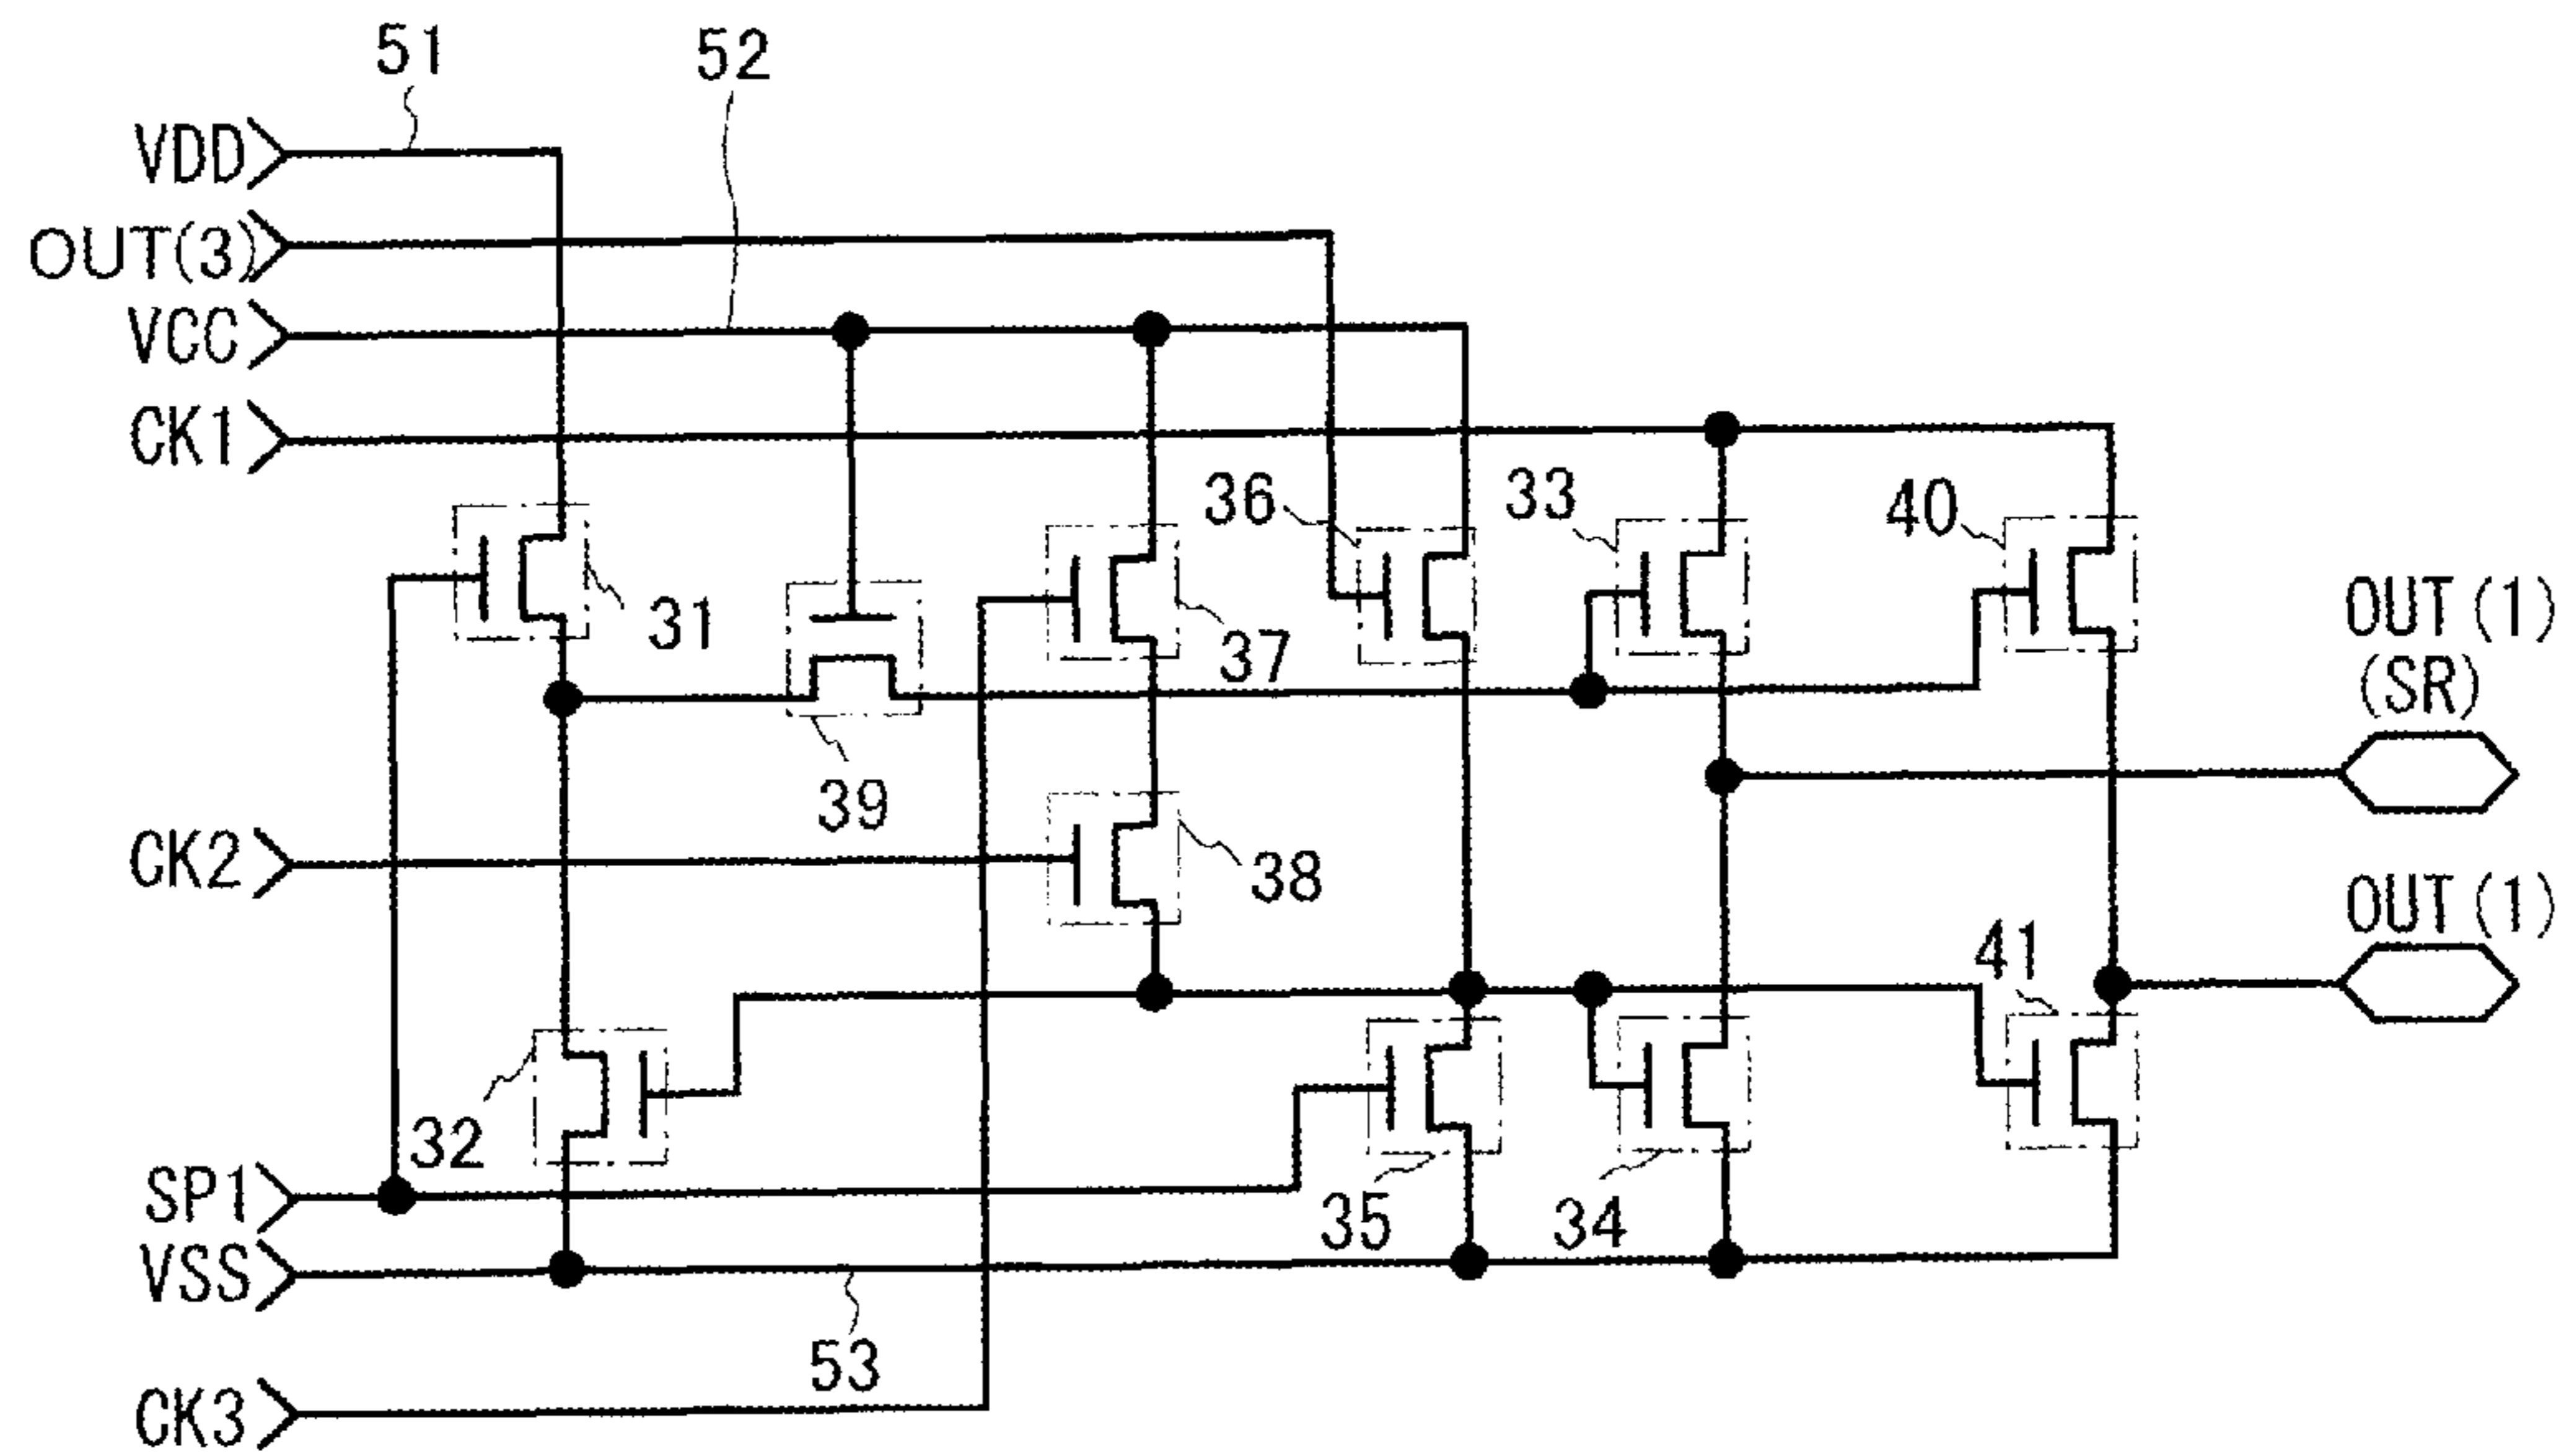 51
52
VDD
OUT(3)
VCC
CK1
36
33
40
31
37
OUT(1)
(SR)
39
CK2
38
OUT(1)
41
32
SP1
35
34
VSS
53
CK3